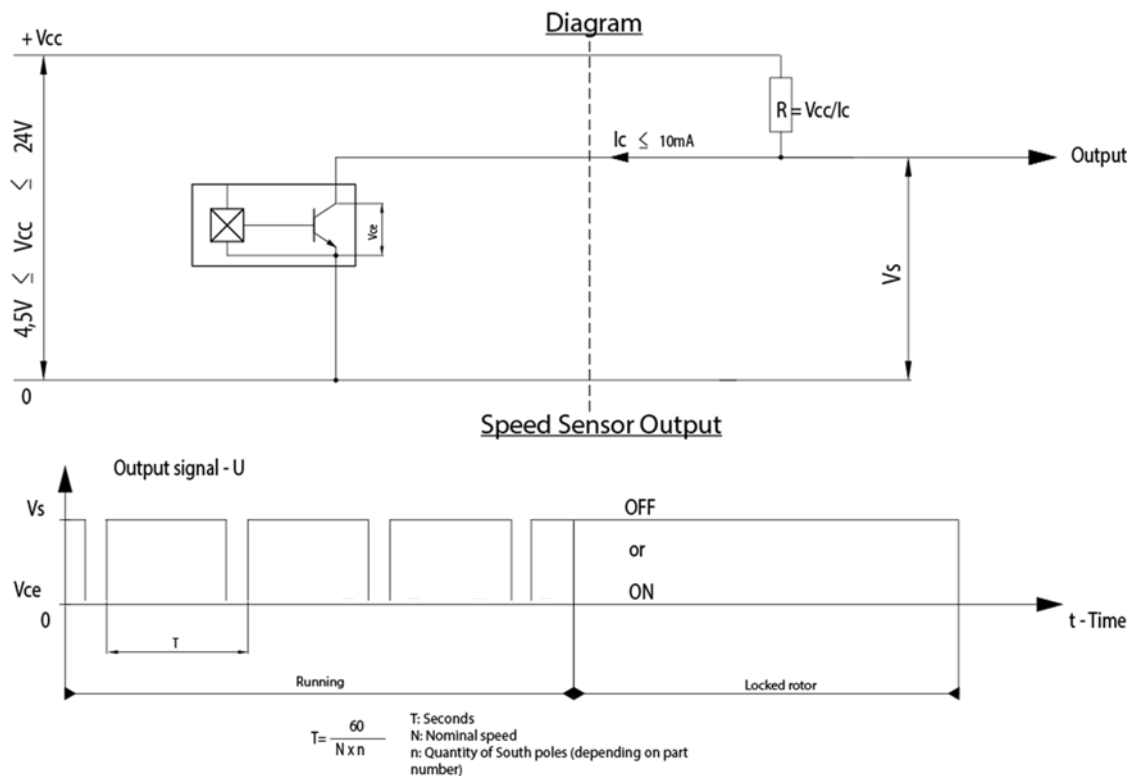 Diagram
+ Vcc
R = Vcc/Ic
Ic ≤ 10mA
Output
4,5V ≤ Vcc ≤ 24V
Vce
Vs
0
Speed Sensor Output
Output signal - U
Vs
OFF
or
Vce
ON
0
t - Time
T
Running
Locked rotor
T= 60
N x n
T: Seconds
N: Nominal speed
n: Quantity of South poles (depending on part
number)